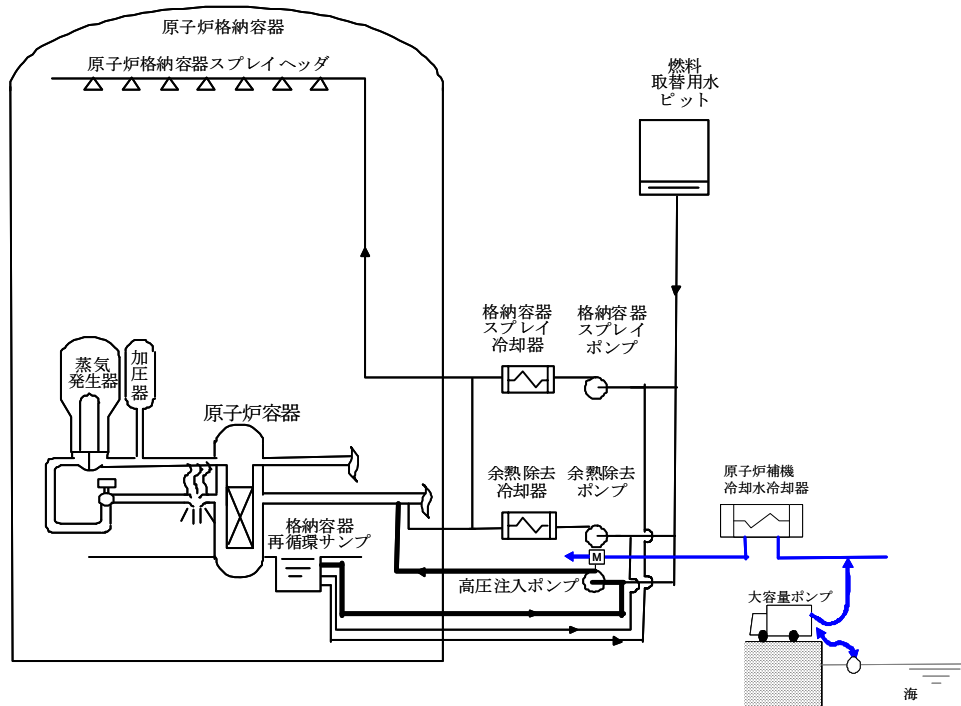 原子炉格納容器
原子炉格納容器スプレイヘッダ
燃料
取替用水
ピット
格納容器
スプレイ
冷却器
格納容器
スプレイ
ポンプ
蒸気
発生器
加
圧
器
原子炉容器
余熱除去
冷却器
余熱除去
ポンプ
原子炉補機
冷却水冷却器
格納容器
再循環サンプ
M
高圧注入ポンプ
大容量ポンプ
海